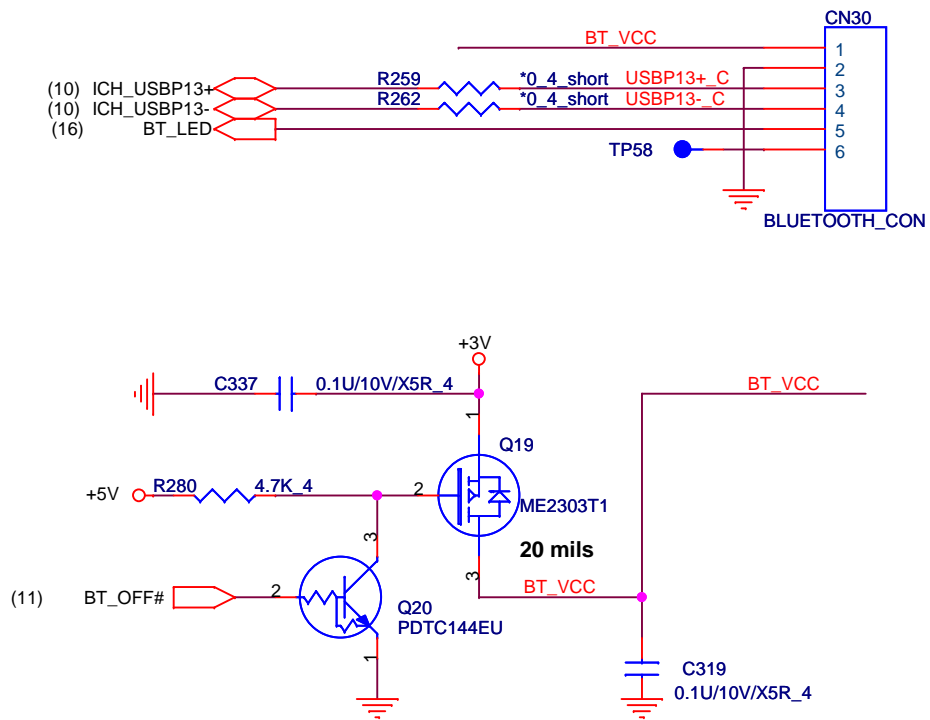 CN30
BT_VCC 1
2
(10) ICH_USBP13+ R259 *0_4_short USBP13+_C 3
(10) ICH_USBP13- R262 *0_4_short USBP13-_C 4
(16) BT_LED 5
TP58 6
BLUETOOTH_CON
+3V
C337 0.1U/10V/X5R_4 BT_VCC
1
Q19
+5V R280 4.7K_4 2
ME2303T1
3 20 mils
(11) BT_OFF# 2 3 BT_VCC
Q20
PDTC144EU
1
C319
0.1U/10V/X5R_4